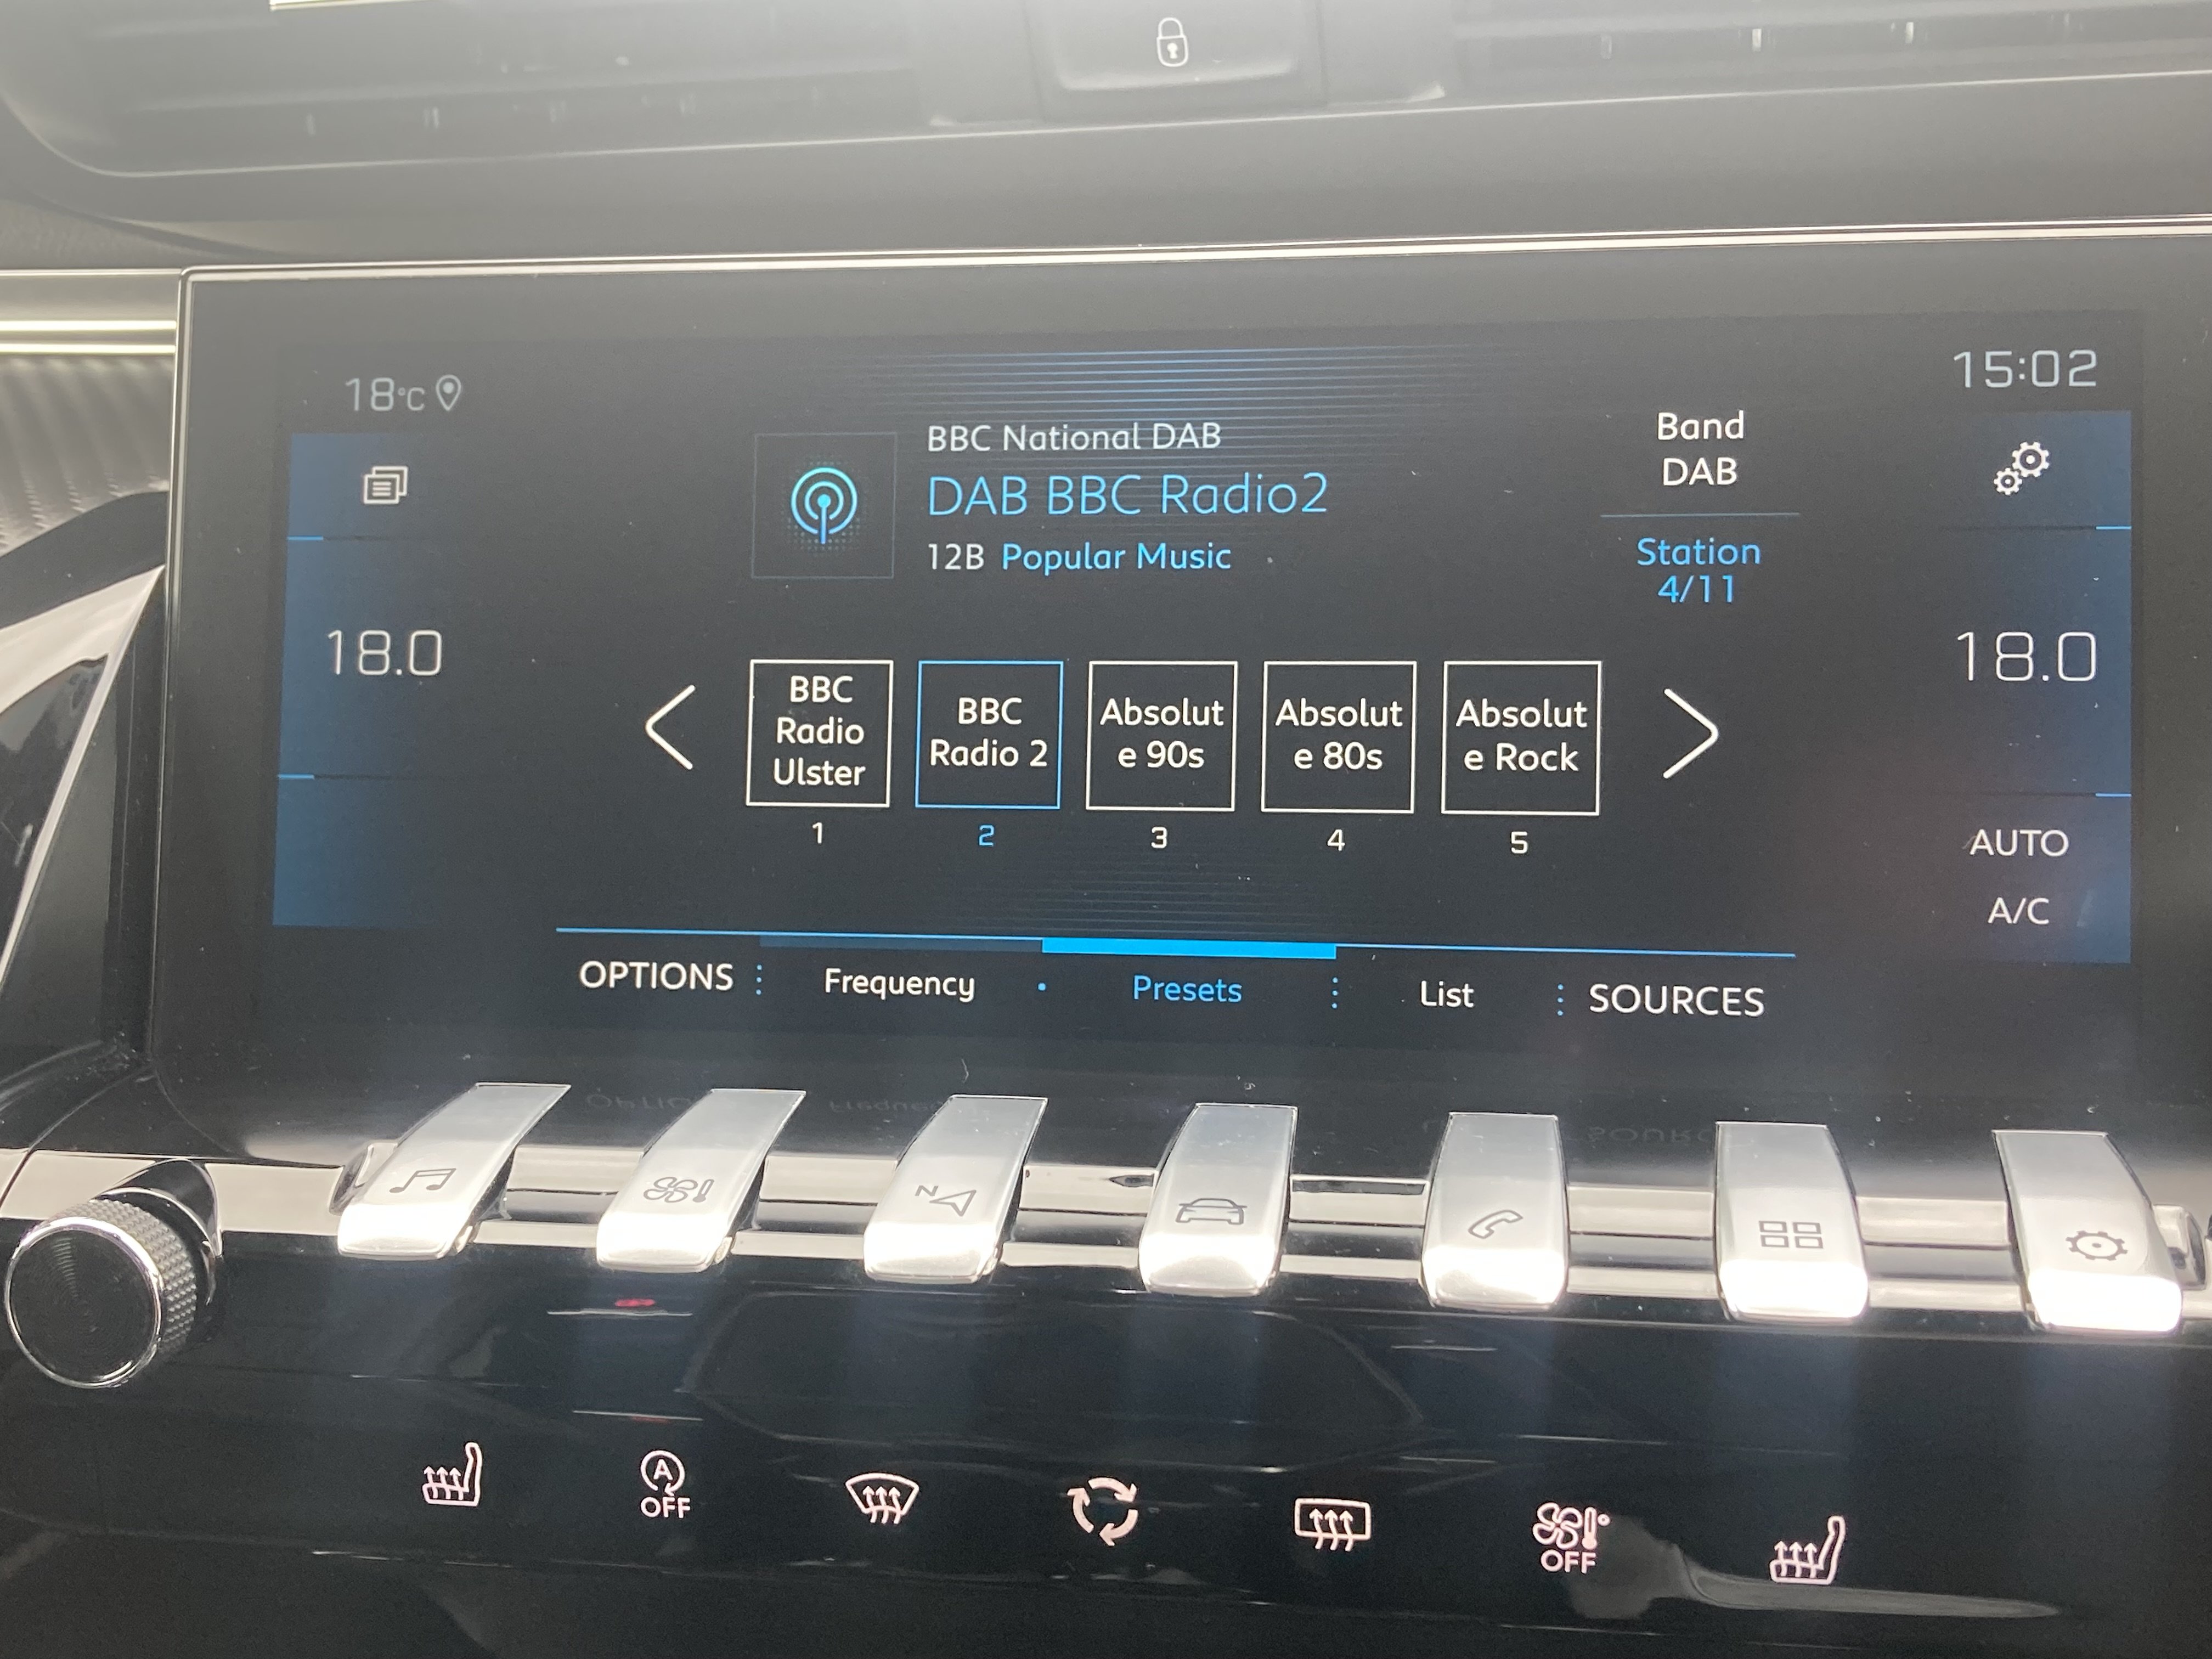 18°C
15:02
BBC National DAB
DAB BBC Radio2
12B Popular Music
Band
DAB
Station
4/11
18.0
18.0
BBC
Radio
Ulster
BBC
Radio 2
Absolut
e 90s
Absolut
e 80s
Absolut
e Rock
1
2
3
4
5
AUTO
A/C
OPTIONS
Frequency
Presets
List
SOURCES
N
A
OFF
OFF